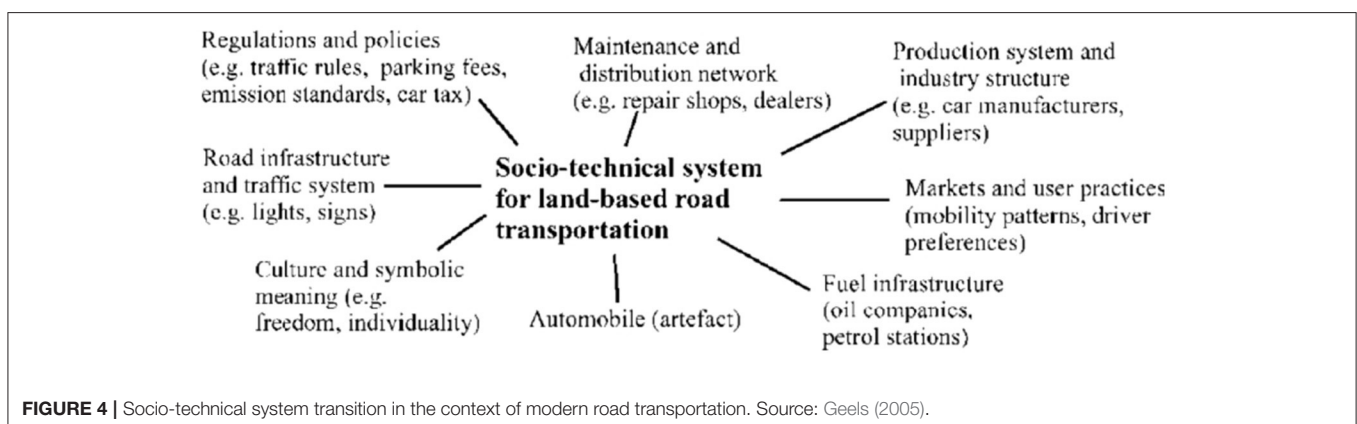 Regulations and policies
(e.g. traffic rules, parking fees,
emission standards, car tax)
Maintenance and
distribution network
(e.g. repair shops, dealers)
Production system and
industry structure
(e.g. car manufacturers,
suppliers)
Road infrastructure
and traffic system
(e.g. lights, signs)
Socio-technical system
for land-based road
transportation
Markets and user practices
(mobility patterns, driver
preferences)
Culture and symbolic
meaning (e.g.
freedom, individuality)
Automobile (artefact)
Fuel infrastructure
(oil companies,
petrol stations)
FIGURE 4 | Socio-technical system transition in the context of modern road transportation. Source: Geels (2005).